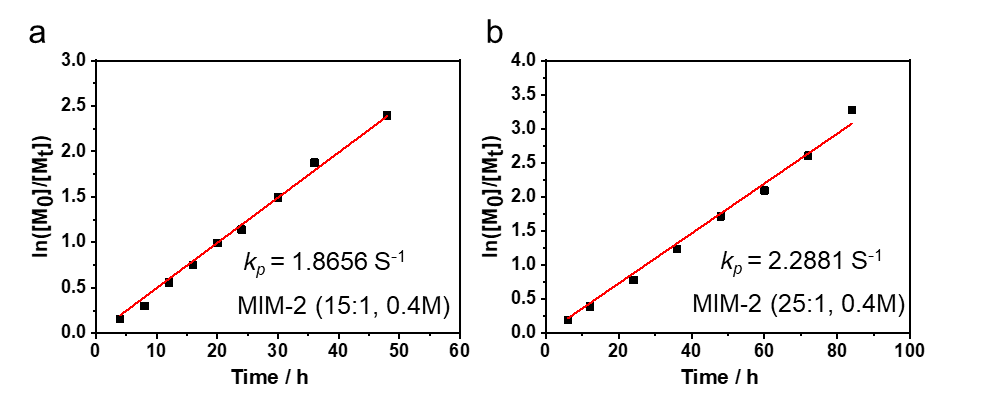 a
3.0
2.5
2.0
1.5
1.0
0.5
0.0
ln([M0]/[Mt])
kp = 1.8656 S-1
MIM-2 (15:1, 0.4M)
0 10 20 30 40 50 60
Time / h
b
4.0
3.5
3.0
2.5
2.0
1.5
1.0
0.5
0.0
ln([M0]/[Mt])
kp = 2.2881 S-1
MIM-2 (25:1, 0.4M)
0 20 40 60 80 100
Time / h